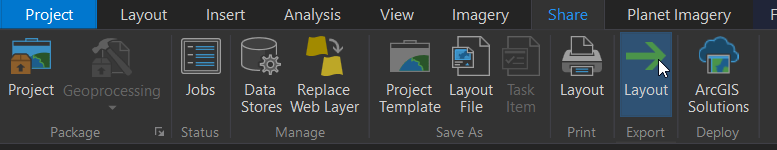 Project Layout Insert Analysis View Imagery Share Planet Imagery
Project Geoprocessing Jobs Data Stores Replace Web Layer Project Template Layout File Task Item Layout Layout ArcGIS Solutions
Package Status Manage Save As Print Export Deploy